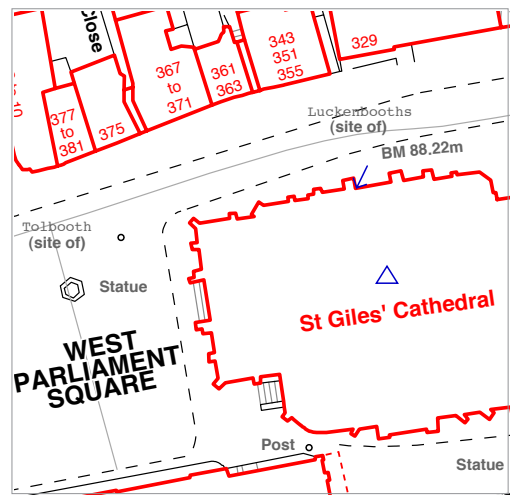 Close
343
351
355
329
367
to
371
361
363
377
to
381
375
10
Luckenbooths
(site of)
BM 88.22m
Tolbooth
(site of)
Statue
WEST
PARLIAMENT
SQUARE
St Giles' Cathedral
Post
Statue